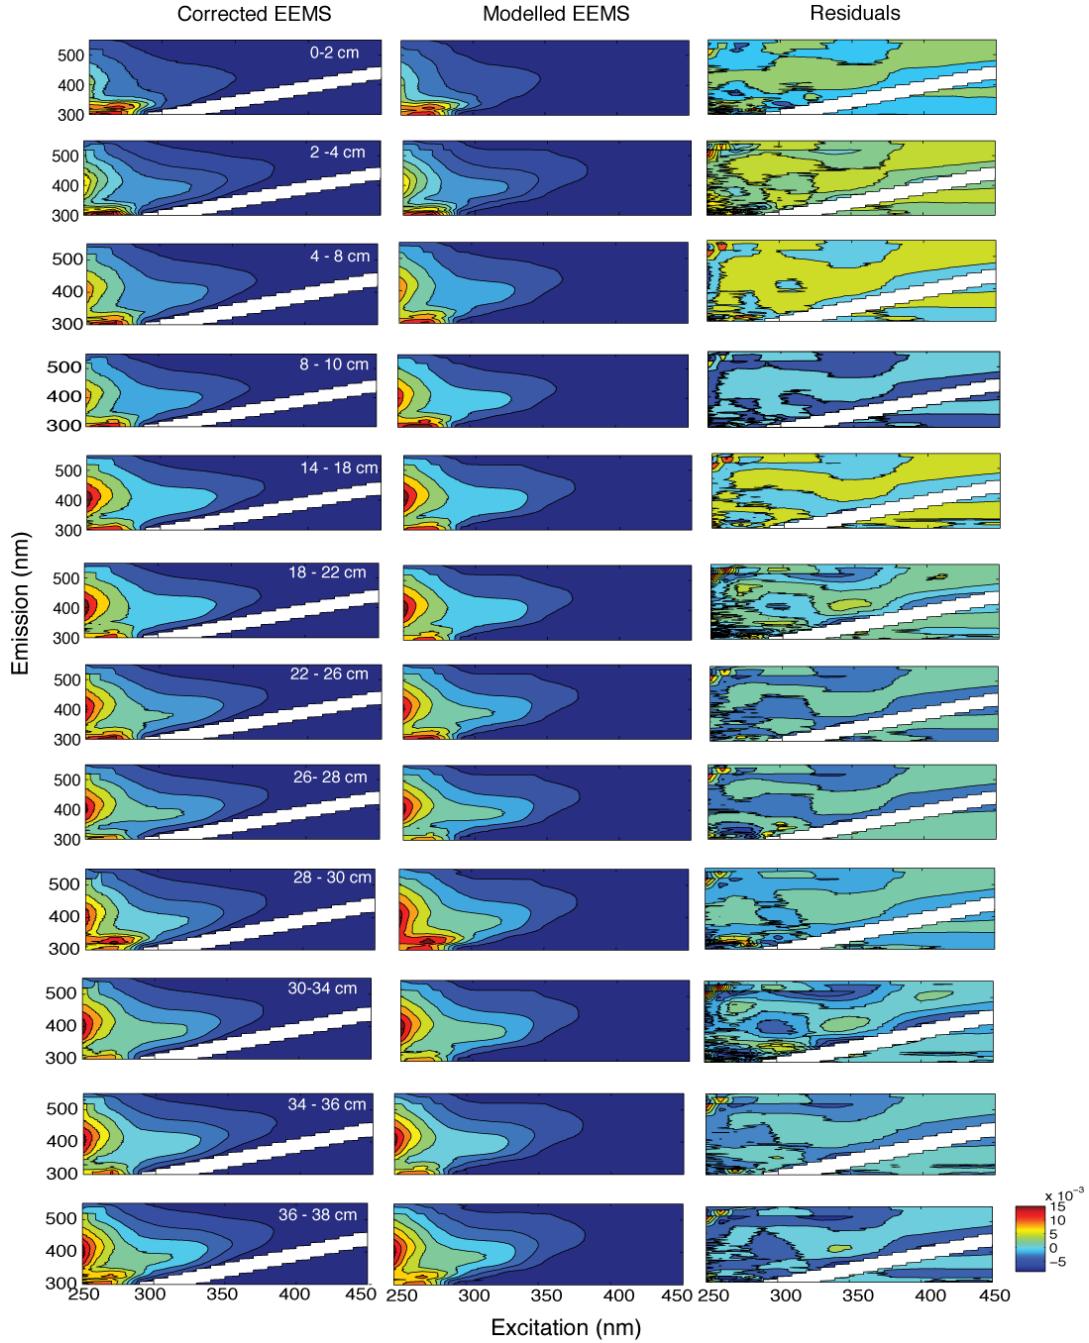 Corrected EEMS Modelled EEMS Residuals
500
400
300
0-2 cm
500
400
300
2 -4 cm
500
400
300
4 - 8 cm
500
400
300
8 - 10 cm
500
400
300
14 - 18 cm
500
400
300
18 - 22 cm
500
400
300
22 - 26 cm
500
400
300
26- 28 cm
500
400
300
28 - 30 cm
500
400
300
30-34 cm
500
400
300
34 - 36 cm
500
400
300
36 - 38 cm
Emission (nm)
x 10⁻³
15
10
5
0
−5
250 300 350 400 250 300 350 400 450 250 300 350 400 450
Excitation (nm)